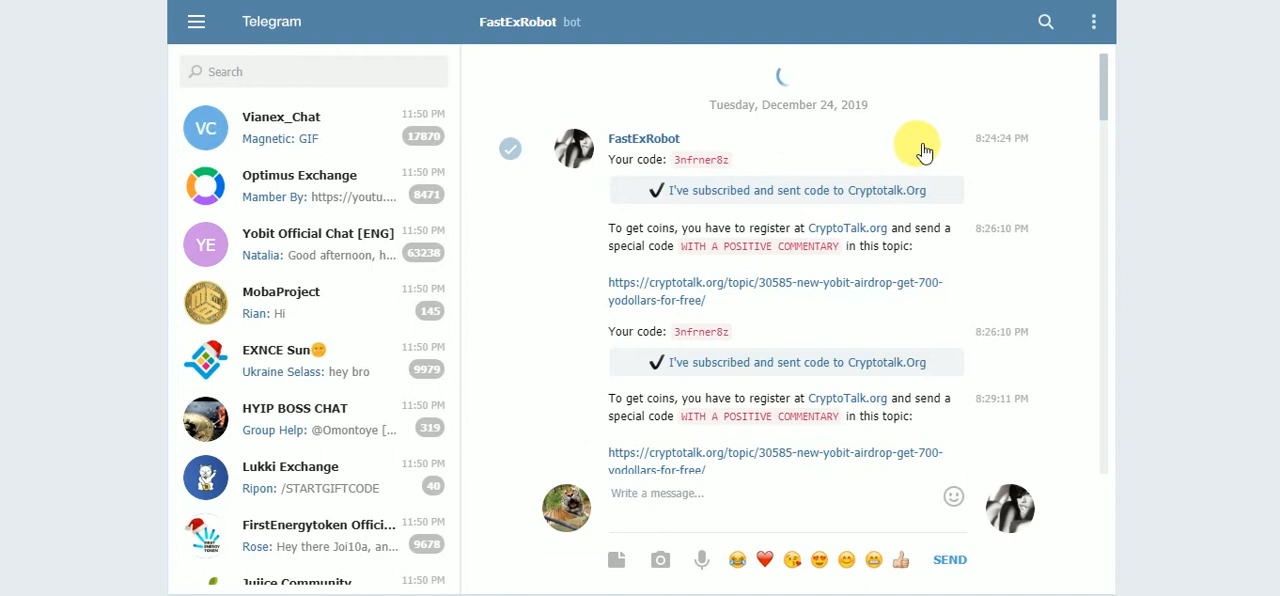 Telegram
FastExRobot bot
Search
Tuesday, December 24, 2019
VC
Vianex_Chat
11:50 PM
Magnetic: GIF
17870
Optimus Exchange
11:50 PM
Mamber By: https://youtu....
8471
YE
Yobit Official Chat [ENG]
11:50 PM
Natalia: Good afternoon, h...
63238
MobaProject
11:50 PM
Rian: Hi
145
EXNCE Sun🌞
11:50 PM
Ukraine Selass: hey bro
9979
HYIP BOSS CHAT
11:50 PM
Group Help: @Omontoye [...
319
Lukki Exchange
11:50 PM
Ripon: /STARTGIFTCODE
40
FirstEnergytoken Offici...
11:50 PM
Rose: Hey there Joi10a, an...
9678
FIRST
ENERGY
TOKEN
Juiice Community
11:50 PM
FastExRobot
8:24:24 PM
Your code: 3nfrner8z
✔ I've subscribed and sent code to Cryptotalk.Org
To get coins, you have to register at CryptoTalk.org and send a
8:26:10 PM
special code WITH A POSITIVE COMMENTARY in this topic:
https://cryptotalk.org/topic/30585-new-yobit-airdrop-get-700-
yodollars-for-free/
Your code: 3nfrner8z
8:26:10 PM
✔ I've subscribed and sent code to Cryptotalk.Org
To get coins, you have to register at CryptoTalk.org and send a
8:29:11 PM
special code WITH A POSITIVE COMMENTARY in this topic:
https://cryptotalk.org/topic/30585-new-yobit-airdrop-get-700-
yodollars-for-free/
Write a message...
SEND